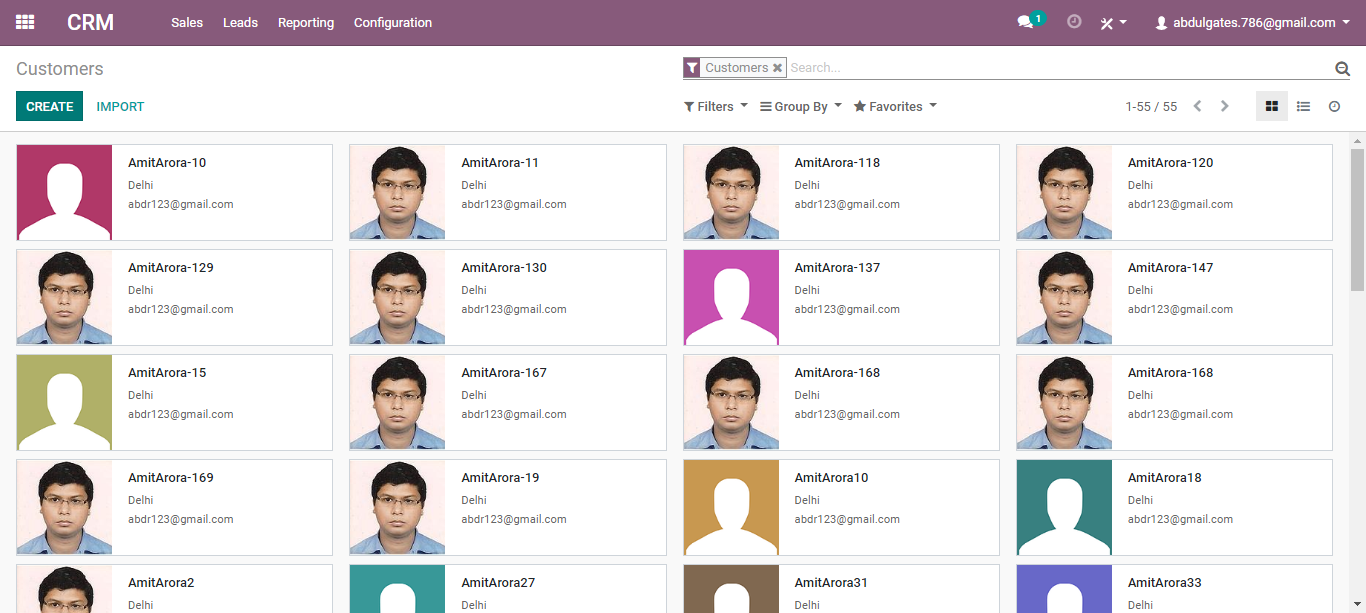 CRM Sales Leads Reporting Configuration 1 abdulgates.786@gmail.com
Customers
Customers Search...
CREATE IMPORT
Filters Group By Favorites 1-55 / 55
AmitArora-10
Delhi
abdr123@gmail.com
AmitArora-11
Delhi
abdr123@gmail.com
AmitArora-118
Delhi
abdr123@gmail.com
AmitArora-120
Delhi
abdr123@gmail.com
AmitArora-129
Delhi
abdr123@gmail.com
AmitArora-130
Delhi
abdr123@gmail.com
AmitArora-137
Delhi
abdr123@gmail.com
AmitArora-147
Delhi
abdr123@gmail.com
AmitArora-15
Delhi
abdr123@gmail.com
AmitArora-167
Delhi
abdr123@gmail.com
AmitArora-168
Delhi
abdr123@gmail.com
AmitArora-168
Delhi
abdr123@gmail.com
AmitArora-169
Delhi
abdr123@gmail.com
AmitArora-19
Delhi
abdr123@gmail.com
AmitArora10
Delhi
abdr123@gmail.com
AmitArora18
Delhi
abdr123@gmail.com
AmitArora2
Delhi
AmitArora27
Delhi
AmitArora31
Delhi
AmitArora33
Delhi